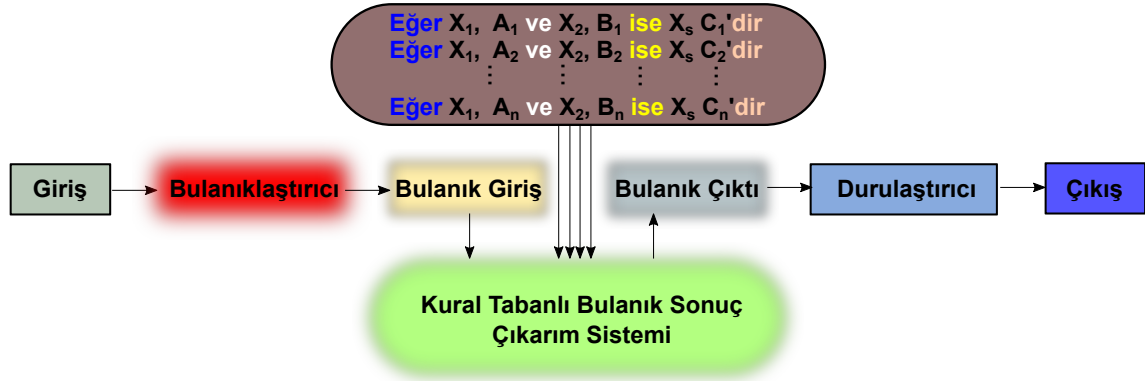 Eğer X₁, A₁ ve X₂, B₁ ise Xₛ C₁'dir
Eğer X₁, A₂ ve X₂, B₂ ise Xₛ C₂'dir
⋮ ⋮ ⋮ ⋮
Eğer X₁, Aₙ ve X₂, Bₙ ise Xₛ Cₙ'dir
Giriş
Bulanıklaştırıcı
Bulanık Giriş
Bulanık Çıktı
Durulaştırıcı
Çıkış
Kural Tabanlı Bulanık Sonuç
Çıkarım Sistemi